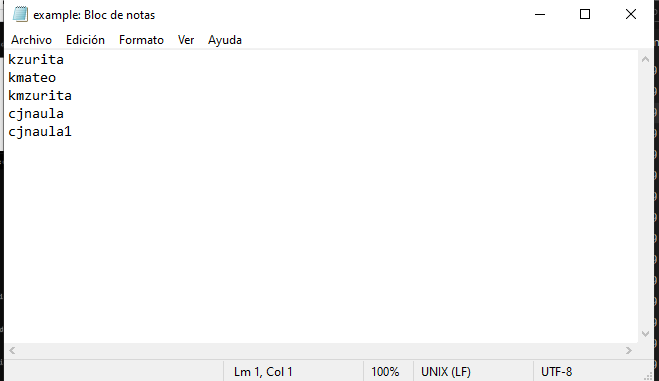 example: Bloc de notas
Archivo Edición Formato Ver Ayuda
kzurita
kmateo
kmzurita
cjnaula
cjnaula1
Lm 1, Col 1 100% UNIX (LF) UTF-8